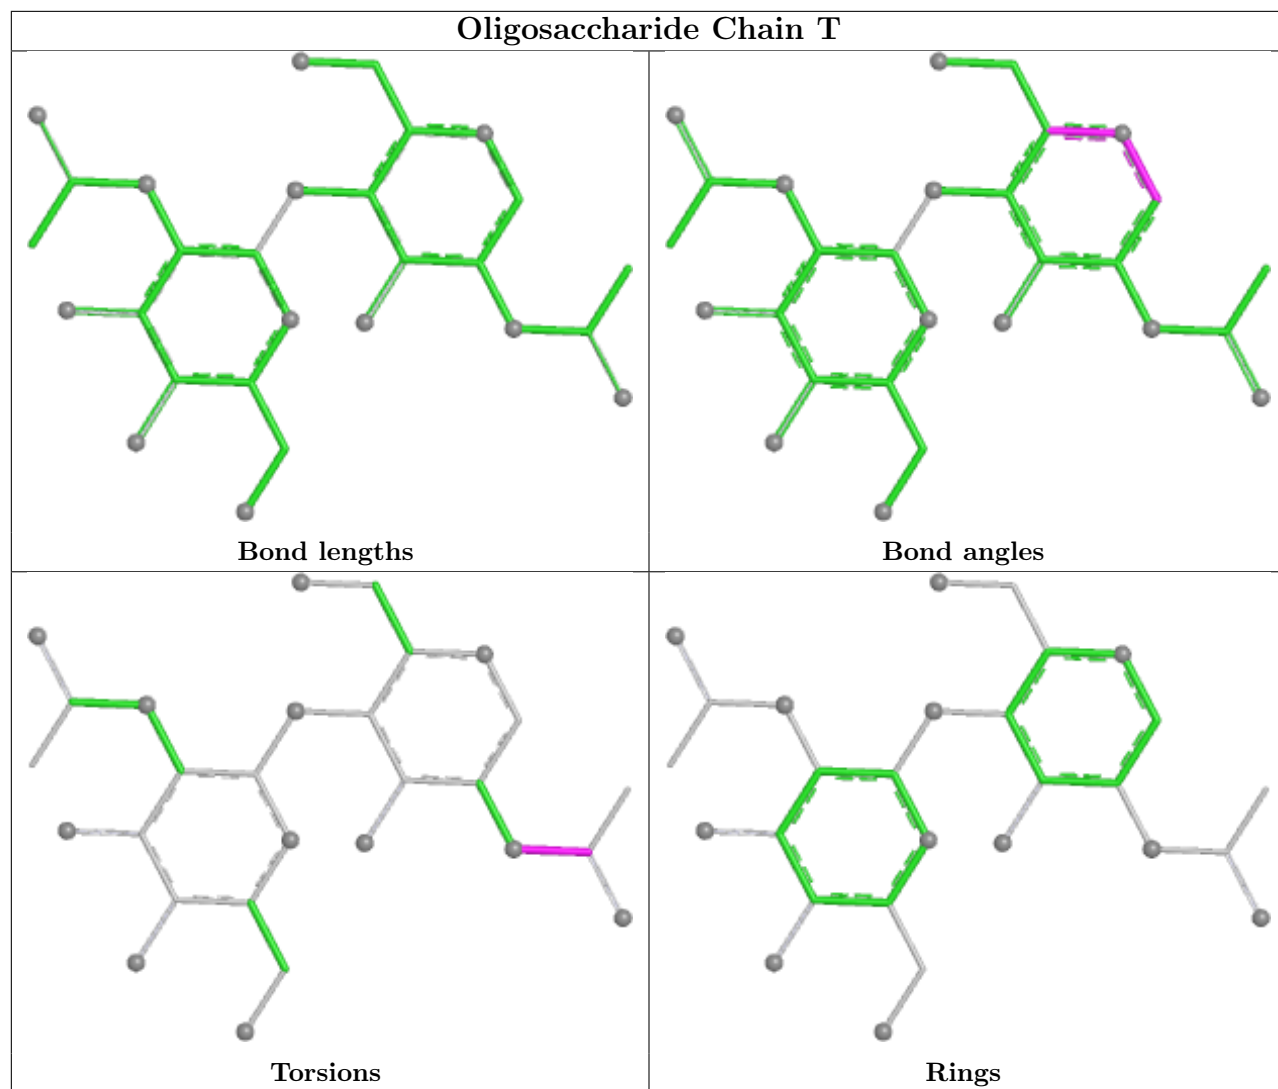 Oligosaccharide Chain T
Bond lengths
Bond angles
Torsions
Rings